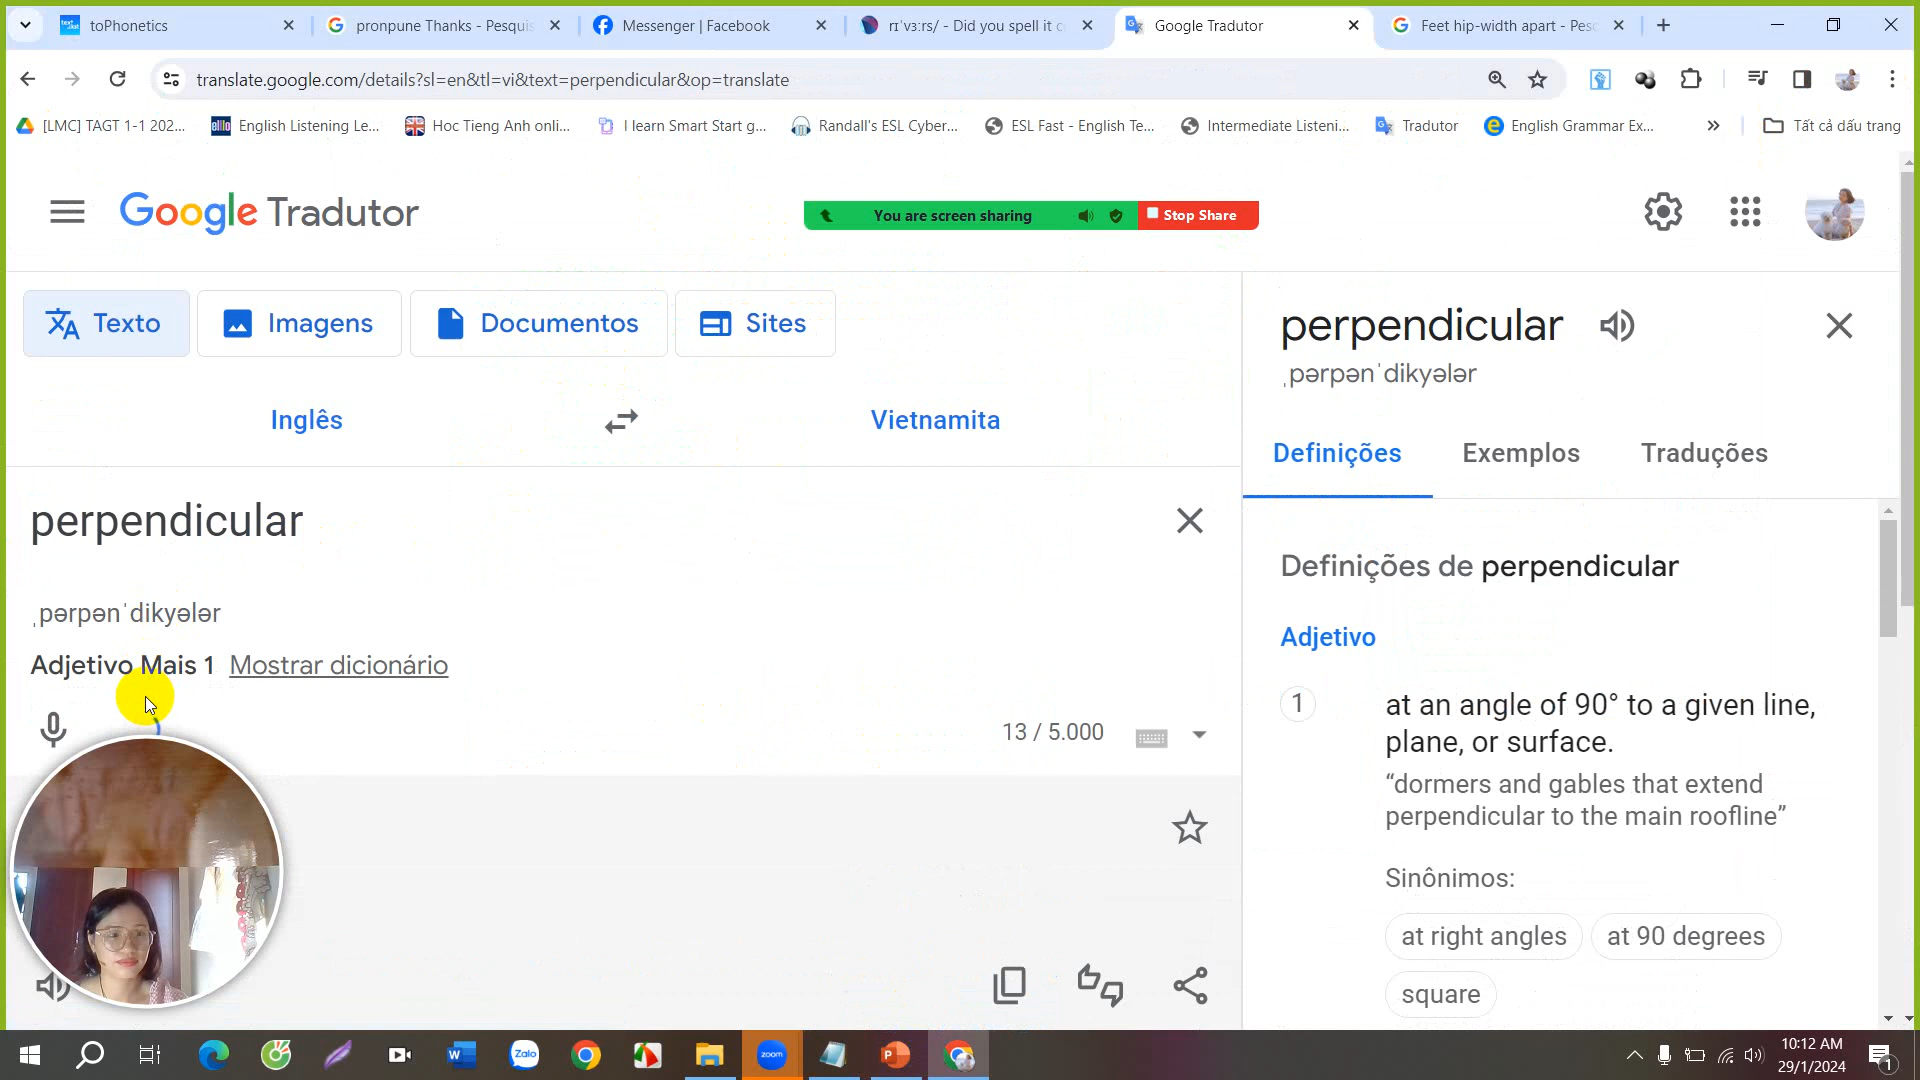 toPhonetics
pronpune Thanks - Pesquis
Messenger | Facebook
rɪˈvɜːrs/ - Did you spell it c
Google Tradutor
Feet hip-width apart - Pesq
translate.google.com/details?sl=en&tl=vi&text=perpendicular&op=translate
[LMC] TAGT 1-1 202...
English Listening Le...
Hoc Tieng Anh onli...
I learn Smart Start g...
Randall's ESL Cyber...
ESL Fast - English Te...
Intermediate Listeni...
Tradutor
English Grammar Ex...
Tất cả dấu trang
Google Tradutor
You are screen sharing
Stop Share
Texto
Imagens
Documentos
Sites
Inglês
Vietnamita
perpendicular
ˌpərpənˈdikyələr
Adjetivo Mais 1 Mostrar dicionário
13 / 5.000
perpendicular
ˌpərpənˈdikyələr
Definições
Exemplos
Traduções
Definições de perpendicular
Adjetivo
1
at an angle of 90° to a given line,
plane, or surface.
“dormers and gables that extend
perpendicular to the main roofline”
Sinônimos:
at right angles
at 90 degrees
square
Zalo
zoom
10:12 AM
29/1/2024
1